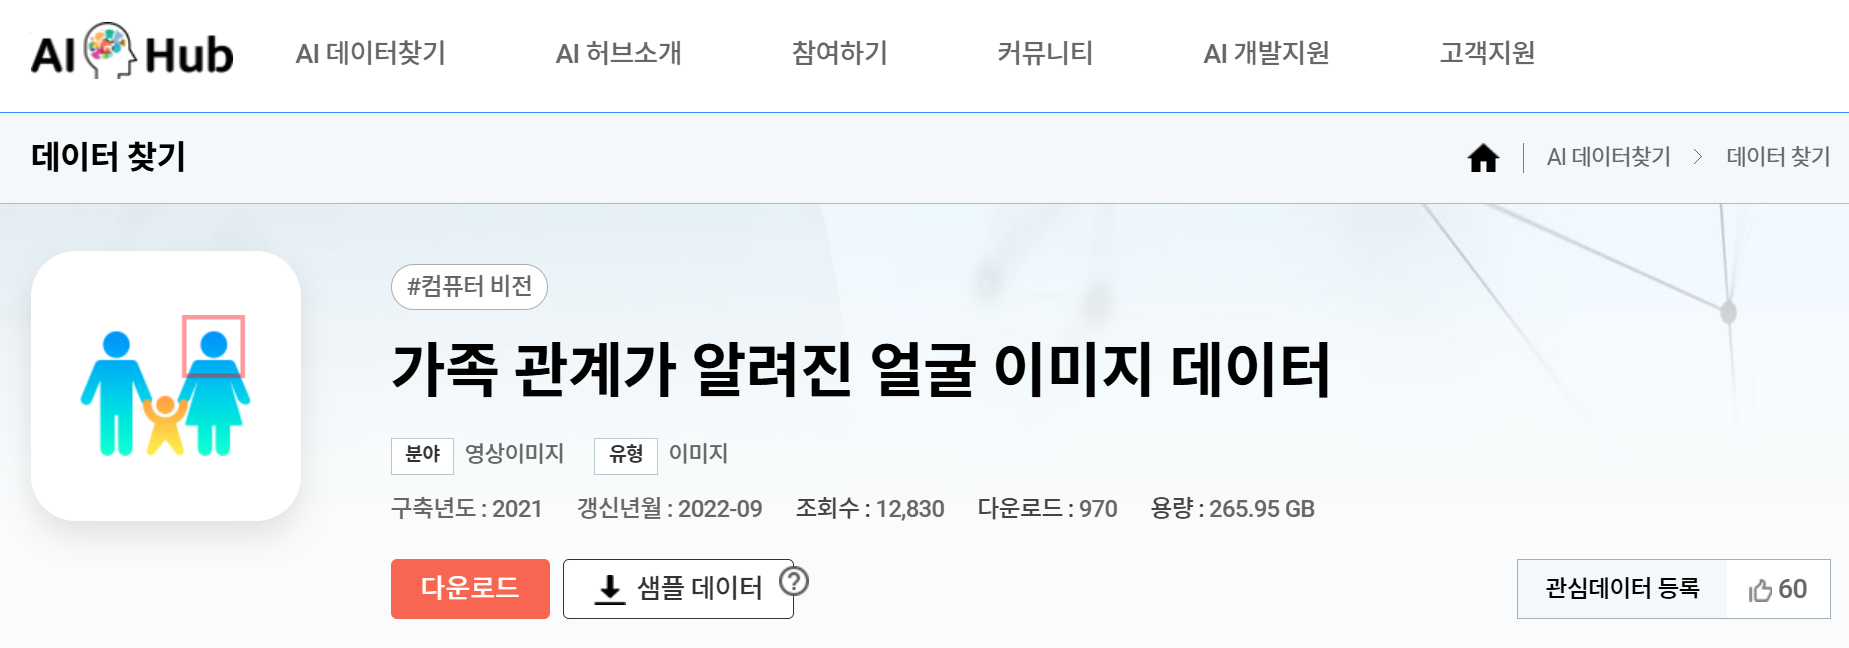 AI Hub AI 데이터찾기 AI 허브소개 참여하기 커뮤니티 AI 개발지원 고객지원
데이터 찾기 AI 데이터찾기 > 데이터 찾기
#컴퓨터 비전
가족 관계가 알려진 얼굴 이미지 데이터
분야 영상이미지 유형 이미지
구축년도 : 2021 갱신년월 : 2022-09 조회수 : 12,830 다운로드 : 970 용량 : 265.95 GB
다운로드 샘플 데이터 ? 관심데이터 등록 60